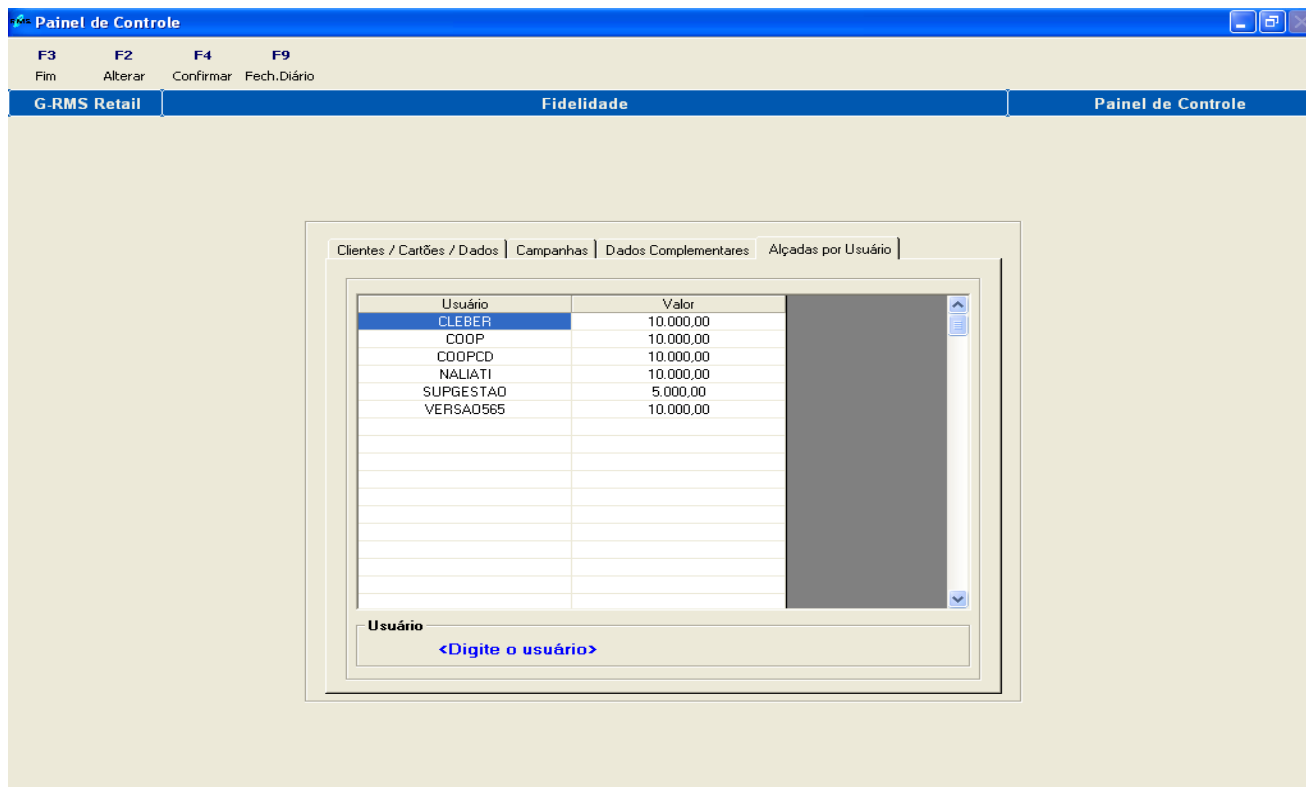 RMS Painel de Controle
F3 F2 F4 F9
Fim Alterar Confirmar Fech.Diário
G-RMS Retail Fidelidade Painel de Controle
Clientes / Cartões / Dados Campanhas Dados Complementares Alçadas por Usuário
Usuário Valor
CLEBER 10.000,00
COOP 10.000,00
COOPCD 10.000,00
NALIATI 10.000,00
SUPGESTAO 5.000,00
VERSAO565 10.000,00
Usuário
<Digite o usuário>